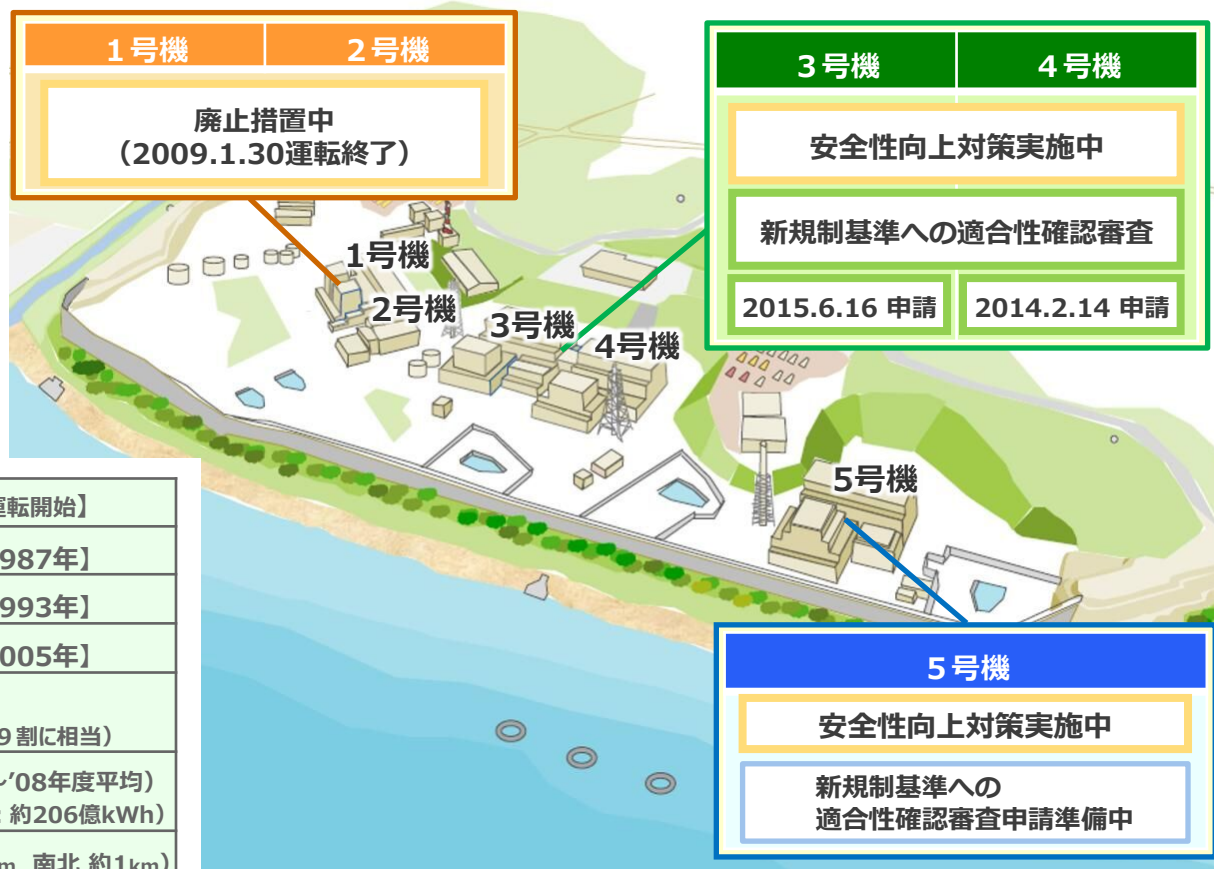 １号機 ２号機
廃止措置中
（2009.1.30運転終了）
３号機 ４号機
安全性向上対策実施中
新規制基準への適合性確認審査
2015.6.16 申請 2014.2.14 申請
1号機
2号機
3号機
4号機
5号機
運転開始】
987年】
993年】
005年】
９割に相当）
～’08年度平均）
約206億kWh）
m 南北 約1km）
５号機
安全性向上対策実施中
新規制基準への
適合性確認審査申請準備中